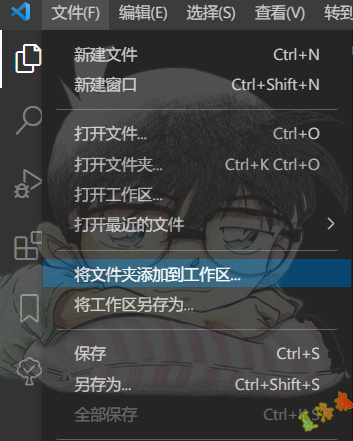 文件(F) 编辑(E) 选择(S) 查看(V) 转到
新建文件 Ctrl+N
新建窗口 Ctrl+Shift+N
打开文件... Ctrl+O
打开文件夹... Ctrl+K Ctrl+O
打开工作区...
打开最近的文件
将文件夹添加到工作区...
将工作区另存为...
保存 Ctrl+S
另存为... Ctrl+Shift+S
全部保存 Ctrl+K S